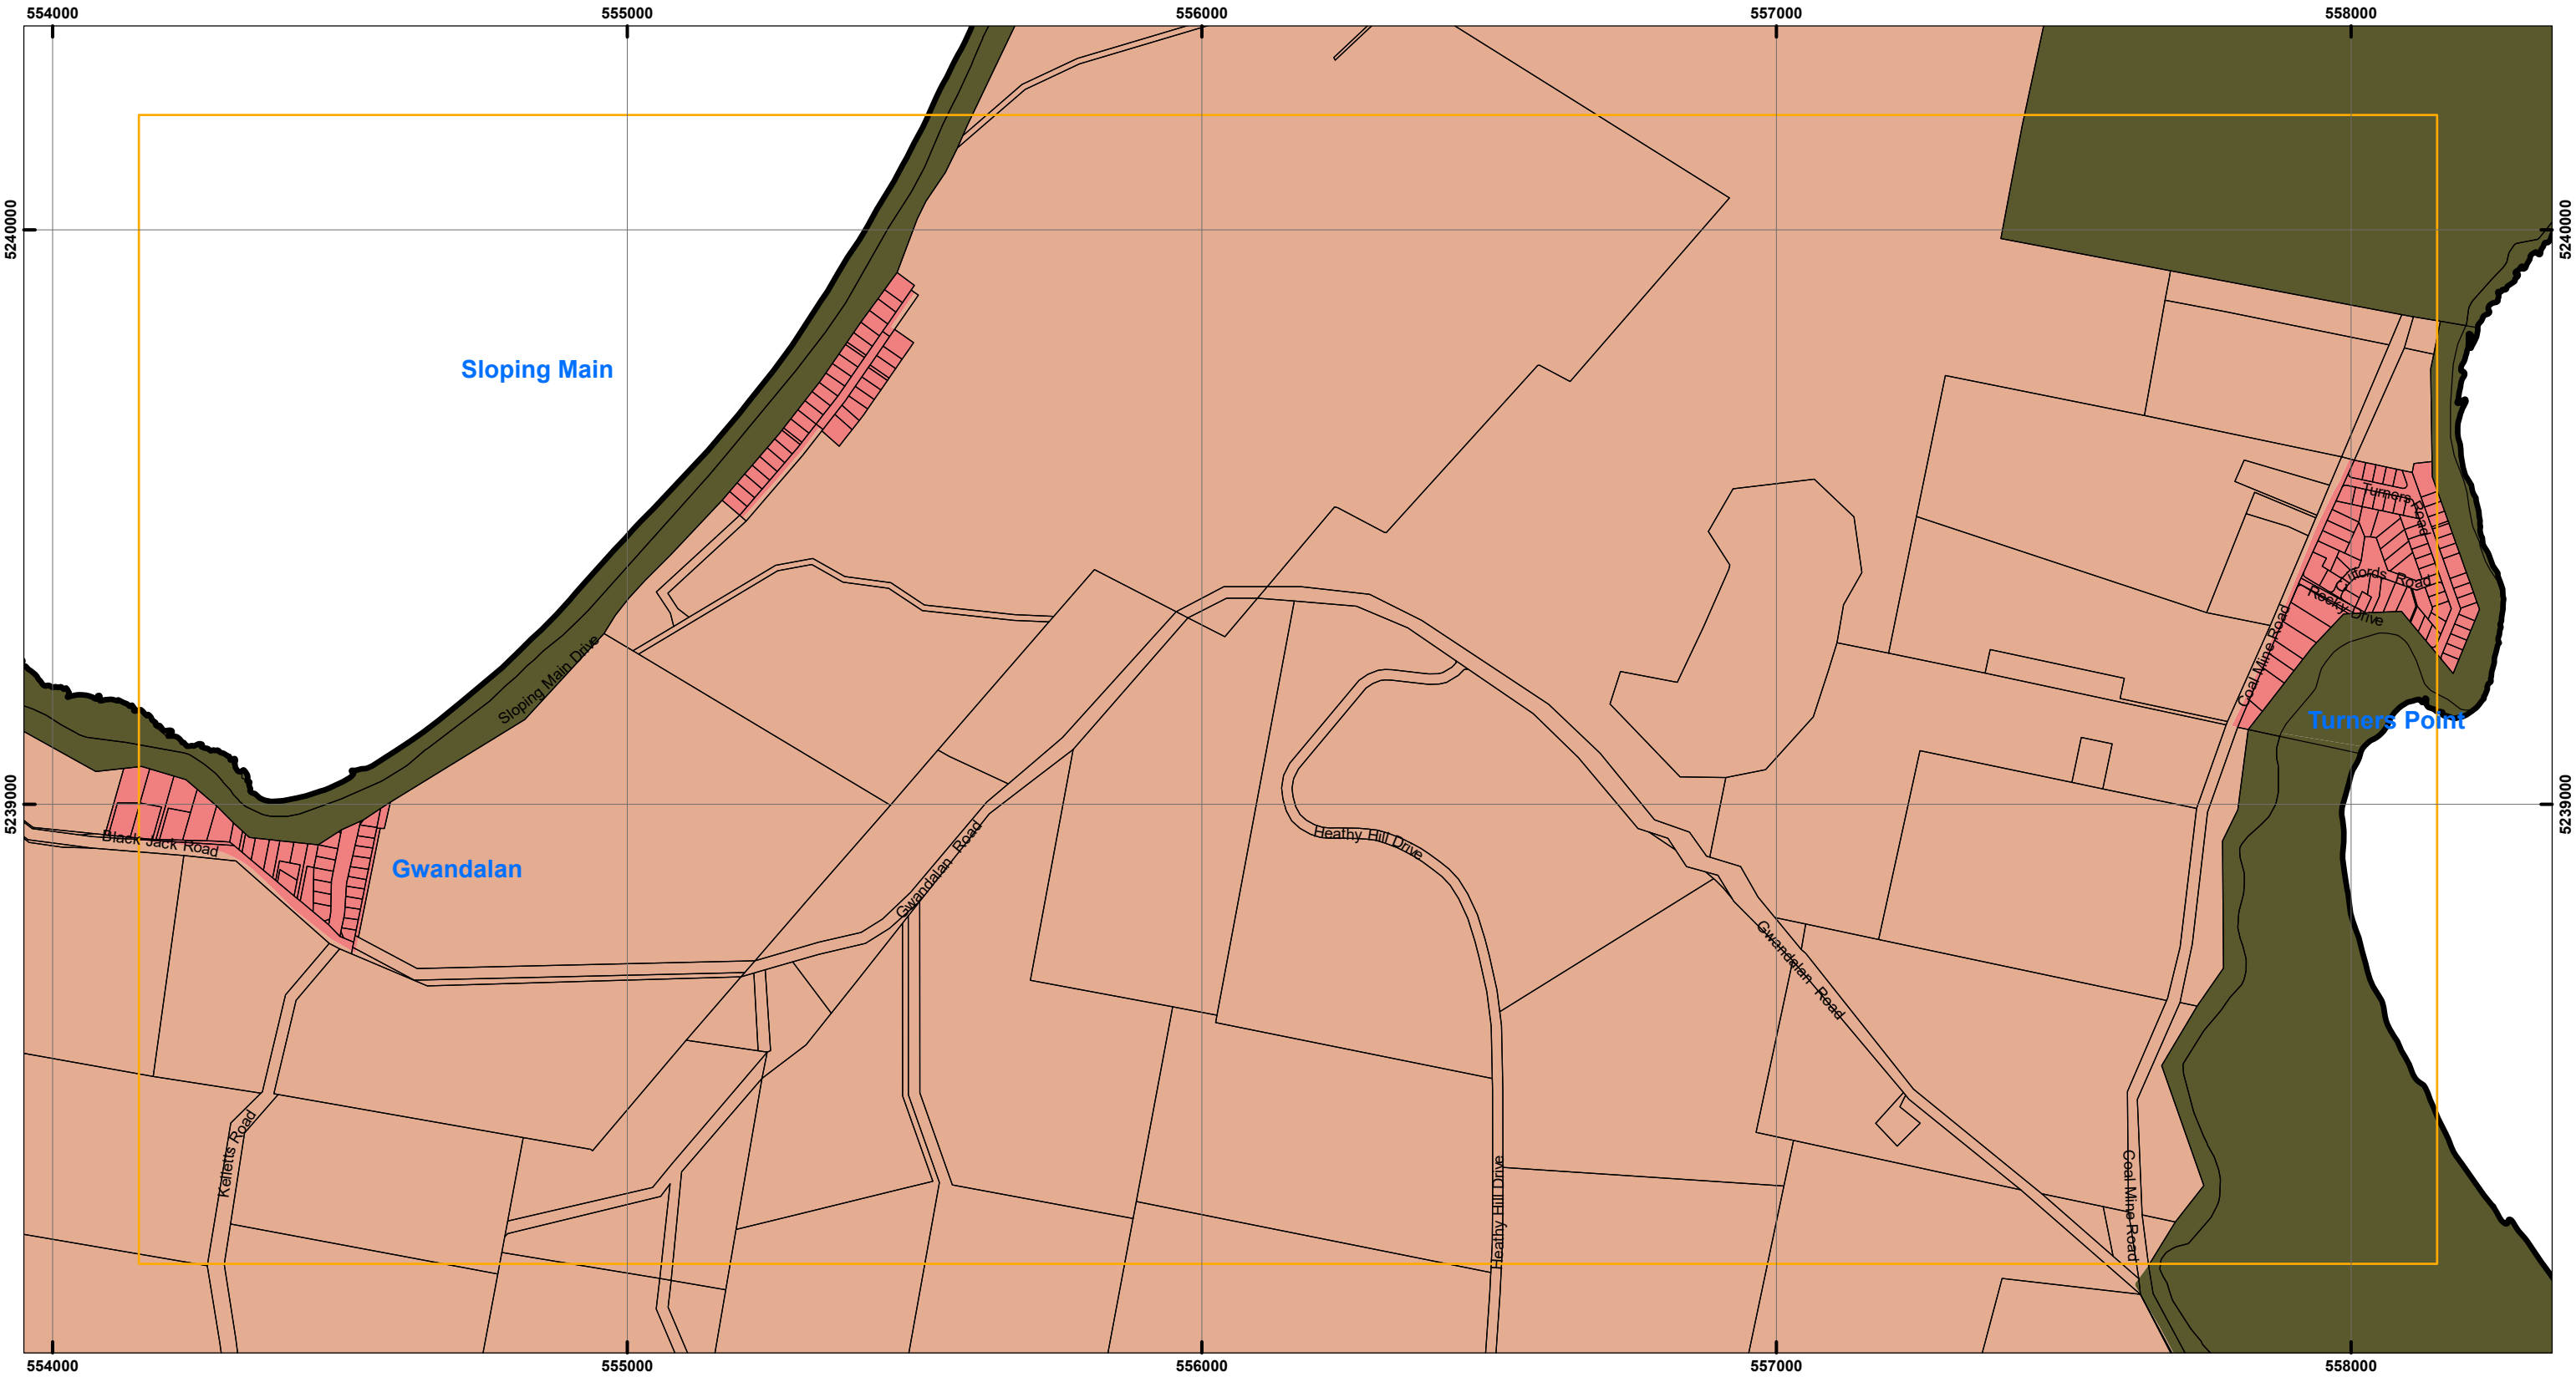 554000
555000
556000
557000
558000
5240000
5240000
Sloping Main
Turners Road
Cliffords Road
Rocky Drive
Coal Mine Road
Sloping Main Drive
Turners Point
5239000
5239000
Black Jack Road
Gwandalan
Gwandalan Road
Heathy Hill Drive
Gwandalan Road
Kelletts Road
Heathy Hill Drive
Coal Mine Road
554000
555000
556000
557000
558000